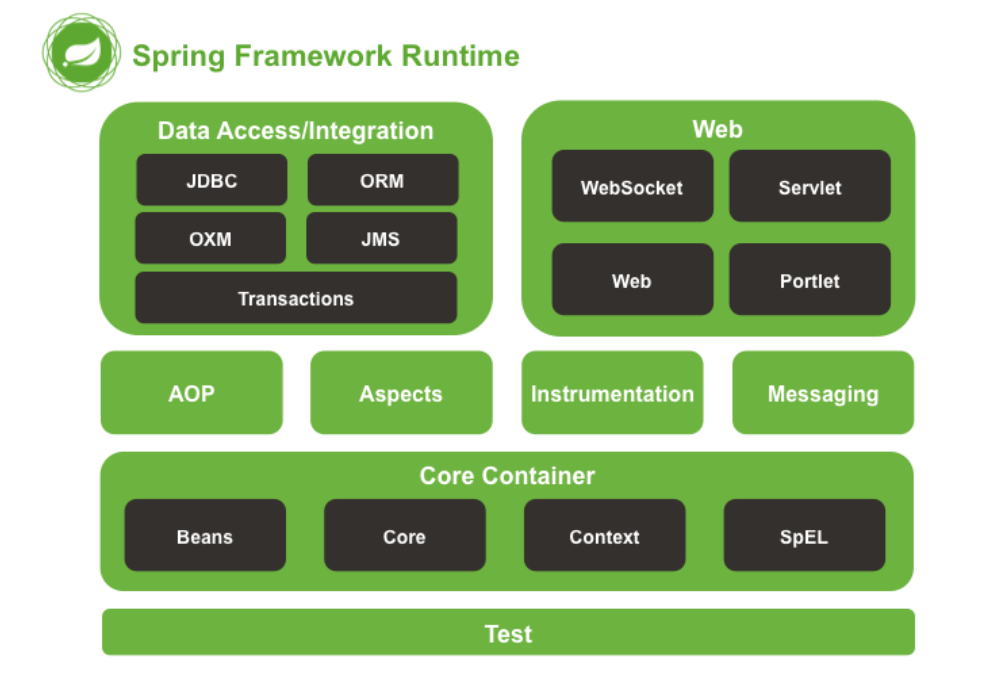 Spring Framework Runtime
Data Access/Integration
JDBC
ORM
OXM
JMS
Transactions
Web
WebSocket
Servlet
Web
Portlet
AOP
Aspects
Instrumentation
Messaging
Core Container
Beans
Core
Context
SpEL
Test